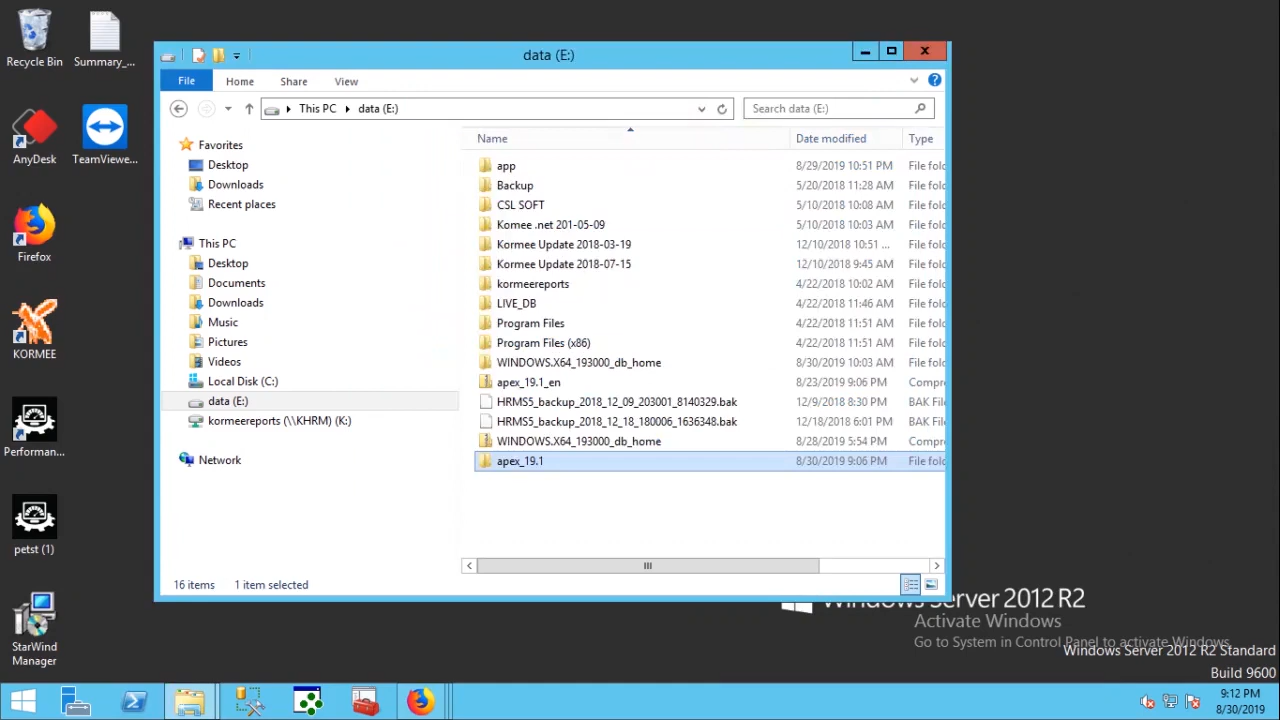 Recycle Bin
Summary_...
AnyDesk
TeamViewe...
Firefox
KORMEE
Performan...
petst (1)
StarWind
Manager
data (E:)
File
Home
Share
View
This PC
data (E:)
Search data (E:)
Favorites
Desktop
Downloads
Recent places
This PC
Desktop
Documents
Downloads
Music
Pictures
Videos
Local Disk (C:)
data (E:)
kormeereports (\\KHRM) (K:)
Network
Name Date modified Type
app 8/29/2019 10:51 PM File fold
Backup 5/20/2018 11:28 AM File fold
CSL SOFT 5/10/2018 10:08 AM File fold
Komee .net 201-05-09 5/10/2018 10:03 AM File fold
Kormee Update 2018-03-19 12/10/2018 10:51 ... File fold
Kormee Update 2018-07-15 12/10/2018 9:45 AM File fold
kormeereports 4/22/2018 10:02 AM File fold
LIVE_DB 4/22/2018 11:46 AM File fold
Program Files 4/22/2018 11:51 AM File fold
Program Files (x86) 4/22/2018 11:51 AM File fold
WINDOWS.X64_193000_db_home 8/30/2019 10:03 AM File fold
apex_19.1_en 8/23/2019 9:06 PM Compre
HRMS5_backup_2018_12_09_203001_8140329.bak 12/9/2018 8:30 PM BAK File
HRMS5_backup_2018_12_18_180006_1636348.bak 12/18/2018 6:01 PM BAK File
WINDOWS.X64_193000_db_home 8/28/2019 5:54 PM Compre
apex_19.1 8/30/2019 9:06 PM File fold
16 items 1 item selected
Windows Server 2012 R2
Activate Windows
Go to System in Control Panel to activate Windows.
Windows Server 2012 R2 Standard
Build 9600
9:12 PM
8/30/2019